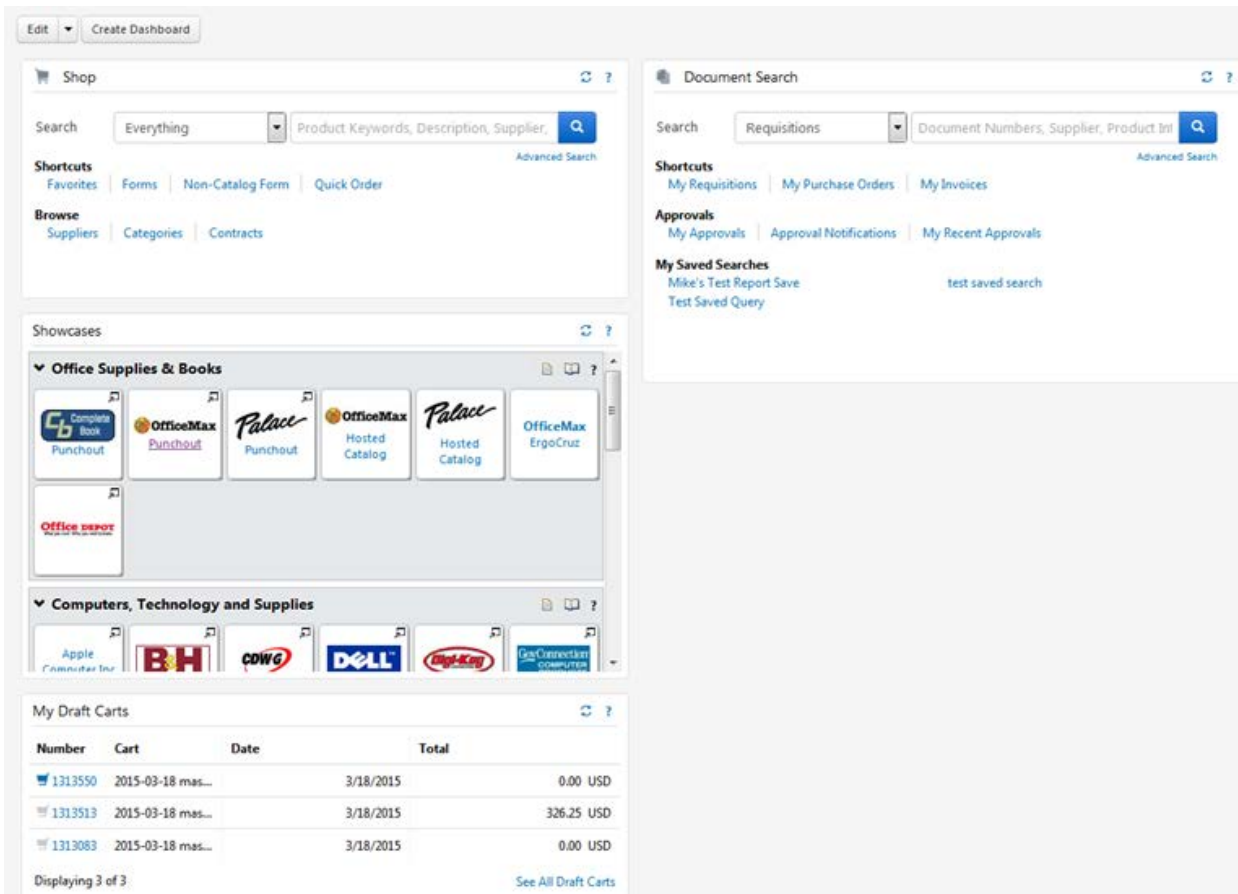 Edit
Create Dashboard
Shop
?
Search
Everything
Product Keywords, Description, Supplier,
Advanced Search
Shortcuts
Favorites Forms Non-Catalog Form Quick Order
Browse
Suppliers Categories Contracts
Document Search
?
Search
Requisitions
Document Numbers, Supplier, Product Inf
Advanced Search
Shortcuts
My Requisitions My Purchase Orders My Invoices
Approvals
My Approvals Approval Notifications My Recent Approvals
My Saved Searches
Mike's Test Report Save test saved search
Test Saved Query
Showcases
?
Office Supplies & Books
?
Cb Complete
Book
Punchout
OfficeMax
Punchout
Palace
Punchout
OfficeMax
Hosted
Catalog
Palace
Hosted
Catalog
OfficeMax
ErgoCruz
Office DEPOT
Computers, Technology and Supplies
?
Apple
Computer Inc
B&H
CDWG
DELL
Digi-Key
GovConnection
COMPUTER
My Draft Carts
?
Number Cart Date Total
1313550 2015-03-18 mas... 3/18/2015 0.00 USD
1313513 2015-03-18 mas... 3/18/2015 326.25 USD
1313083 2015-03-18 mas... 3/18/2015 0.00 USD
Displaying 3 of 3
See All Draft Carts